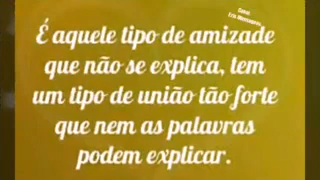 É aquele tipo de amizade
que não se explica, tem
um tipo de união tão forte
que nem as palavras
podem explicar.